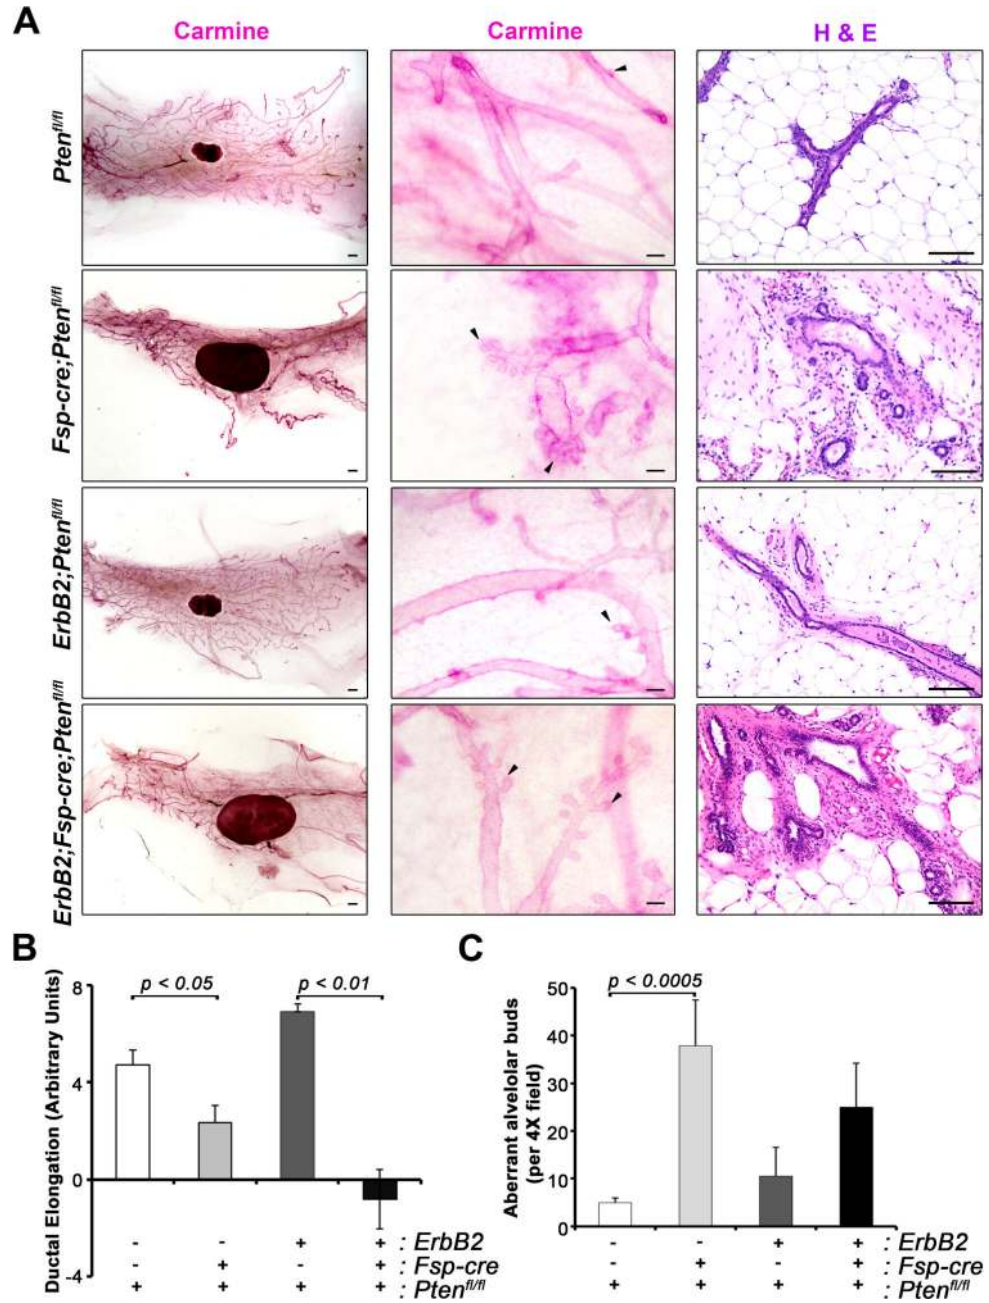 A
Carmine Carmine H & E
Pten^fl/fl
Fsp-cre;Pten^fl/fl
ErbB2;Pten^fl/fl
ErbB2;Fsp-cre;Pten^fl/fl
B
Ductal Elongation (Arbitrary Units)
8
4
0
-4
p < 0.05 p < 0.01
- - + + : ErbB2
- + - + : Fsp-cre
+ + + + : Pten^fl/fl
C
Aberrant alvelolar buds
(per 4X field)
50
40
30
20
10
0
p < 0.0005
- - + + : ErbB2
- + - + : Fsp-cre
+ + + + : Pten^fl/fl